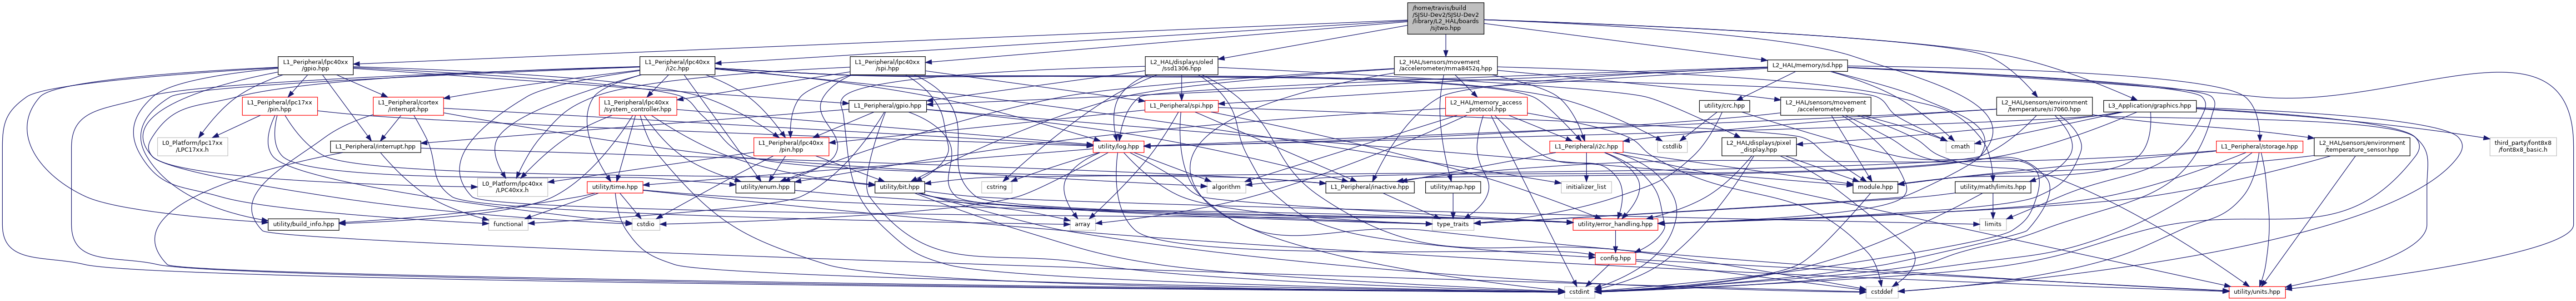 /home/travis/build
/SJSU-Dev2/SJSU-Dev2
/library/L2_HAL/boards
/sjtwo.hpp
L1_Peripheral/lpc40xx
/gpio.hpp
L1_Peripheral/lpc40xx
/i2c.hpp
L1_Peripheral/lpc40xx
/spi.hpp
L2_HAL/displays/oled
/ssd1306.hpp
L2_HAL/sensors/movement
/accelerometer/mma8452q.hpp
L2_HAL/memory/sd.hpp
L1_Peripheral/lpc17xx
/pin.hpp
L1_Peripheral/cortex
/interrupt.hpp
L1_Peripheral/lpc40xx
/system_controller.hpp
L1_Peripheral/gpio.hpp
L1_Peripheral/spi.hpp
L2_HAL/memory_access
_protocol.hpp
utility/crc.hpp
L2_HAL/sensors/movement
/accelerometer.hpp
L2_HAL/sensors/environment
/temperature/si7060.hpp
L3_Application/graphics.hpp
L0_Platform/lpc17xx
/LPC17xx.h
L1_Peripheral/interrupt.hpp
L1_Peripheral/lpc40xx
/pin.hpp
utility/log.hpp
cstdlib
L1_Peripheral/i2c.hpp
L2_HAL/displays/pixel
_display.hpp
cmath
L1_Peripheral/storage.hpp
L2_HAL/sensors/environment
/temperature_sensor.hpp
third_party/font8x8
/font8x8_basic.h
L0_Platform/lpc40xx
/LPC40xx.h
utility/time.hpp
utility/enum.hpp
utility/bit.hpp
cstring
algorithm
initializer_list
L1_Peripheral/inactive.hpp
utility/map.hpp
module.hpp
utility/math/limits.hpp
utility/build_info.hpp
functional
cstdio
array
type_traits
utility/error_handling.hpp
limits
config.hpp
cstdint
cstddef
utility/units.hpp